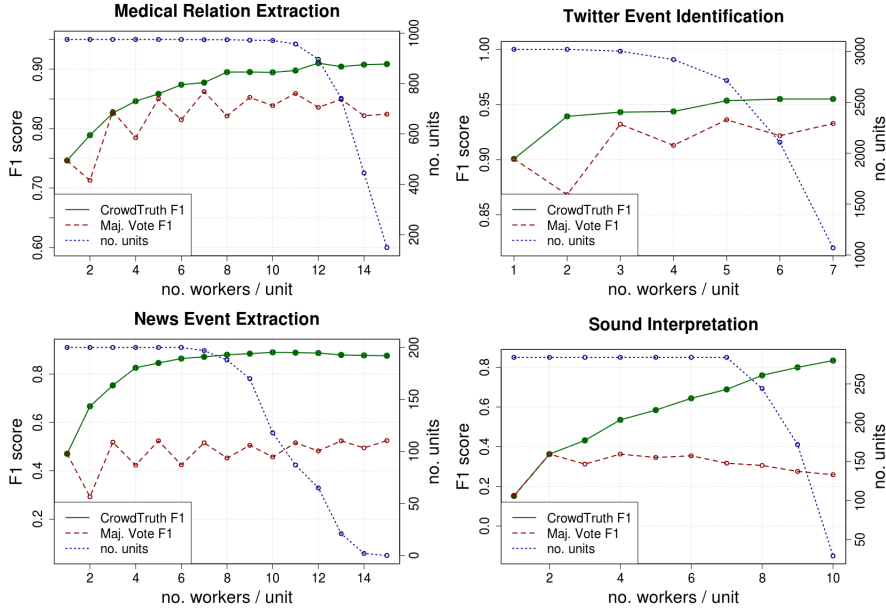 Medical Relation Extraction
F1 score
0.60 0.70 0.80 0.90
200 400 600 800 1000
no. units
CrowdTruth F1
Maj. Vote F1
no. units
2 4 6 8 10 12 14
no. workers / unit
Twitter Event Identification
F1 score
0.85 0.90 0.95 1.00
1000 1500 2000 2500 3000
no. units
CrowdTruth F1
Maj. Vote F1
no. units
1 2 3 4 5 6 7
no. workers / unit
News Event Extraction
F1 score
0.2 0.4 0.6 0.8
0 50 100 150 200
no. units
CrowdTruth F1
Maj. Vote F1
no. units
2 4 6 8 10 12 14
no. workers / unit
Sound Interpretation
F1 score
0.0 0.2 0.4 0.6 0.8
50 100 150 200 250
no. units
CrowdTruth F1
Maj. Vote F1
no. units
2 4 6 8 10
no. workers / unit